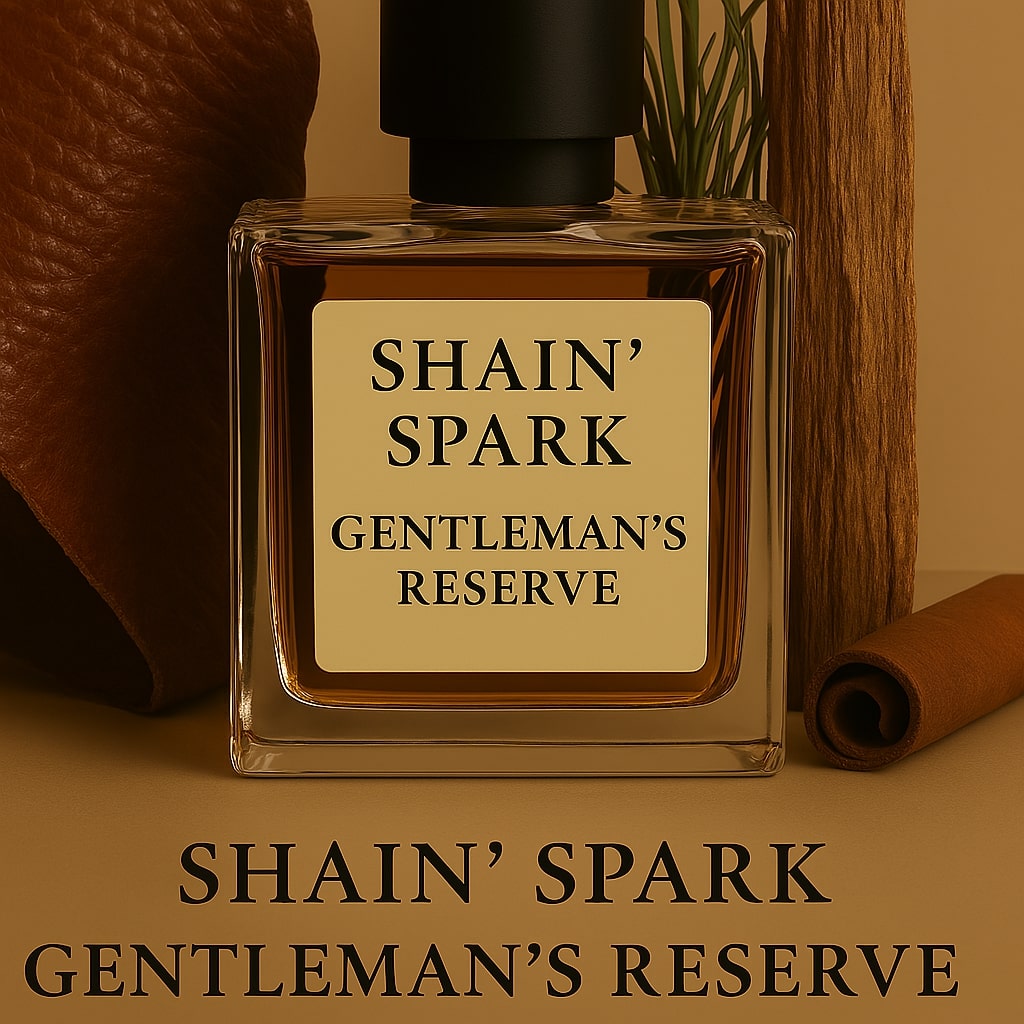 SHAIN’
SPARK
GENTLEMAN’S
RESERVE
SHAIN’ SPARK
GENTLEMAN’S RESERVE